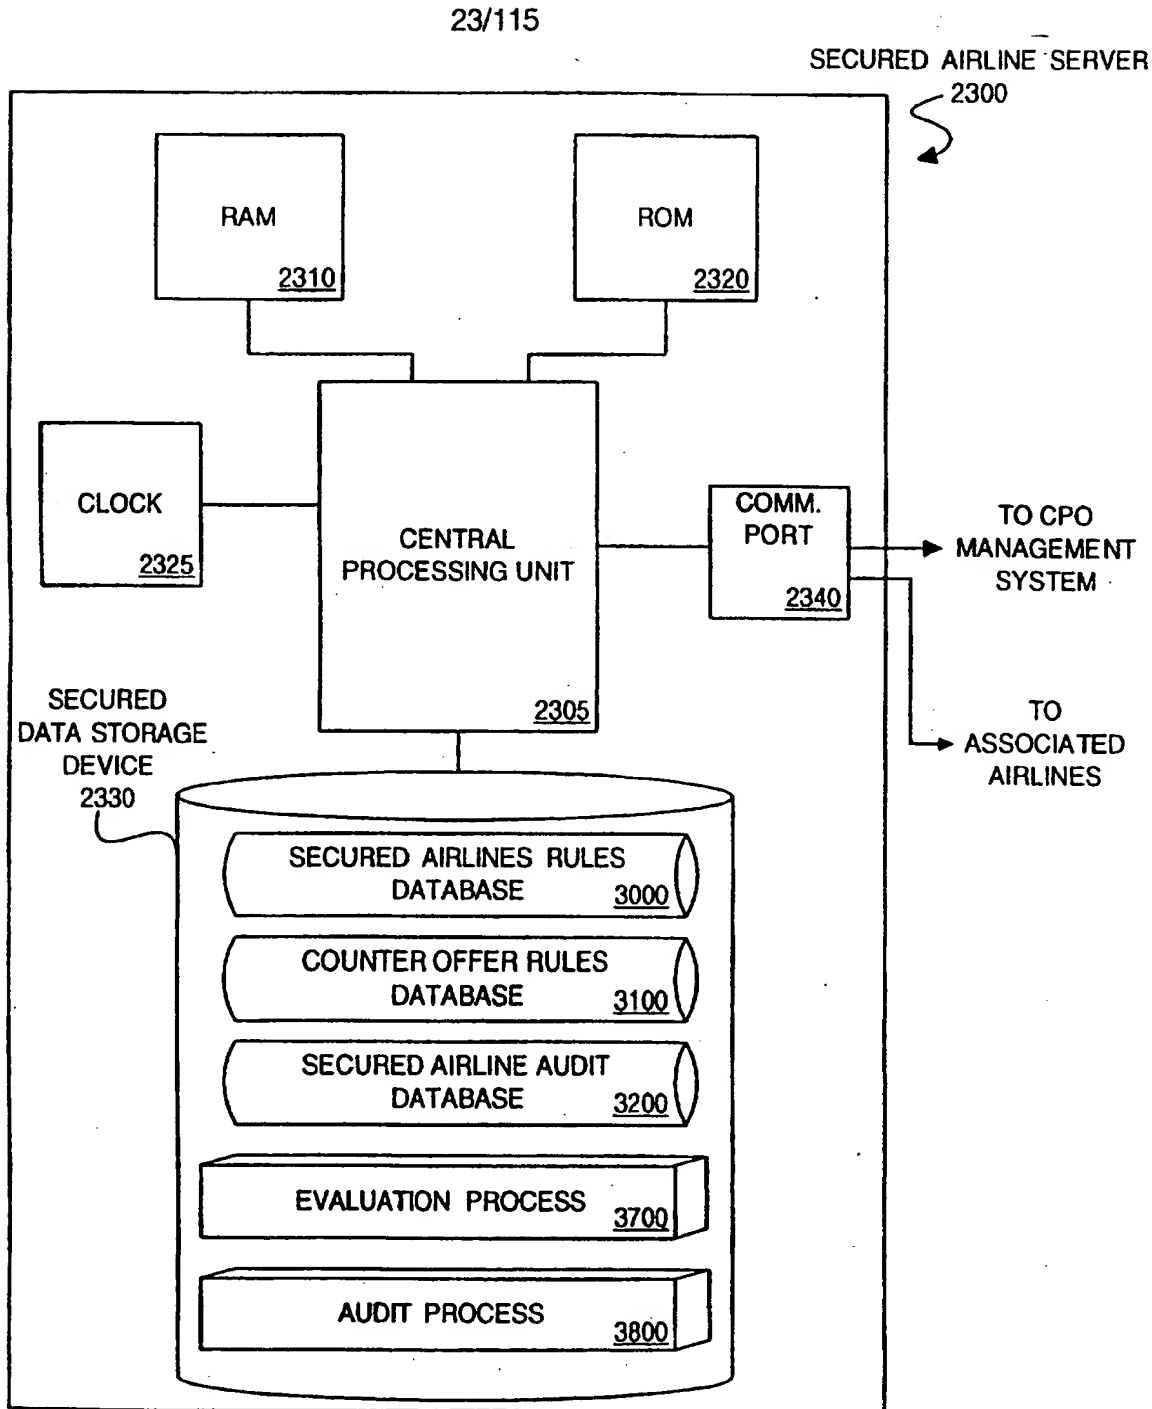 23/115
SECURED AIRLINE SERVER
2300
RAM
2310
ROM
2320
CLOCK
2325
CENTRAL
PROCESSING UNIT
2305
COMM.
PORT
2340
TO CPO
MANAGEMENT
SYSTEM
TO
ASSOCIATED
AIRLINES
SECURED
DATA STORAGE
DEVICE
2330
SECURED AIRLINES RULES
DATABASE
3000
COUNTER OFFER RULES
DATABASE
3100
SECURED AIRLINE AUDIT
DATABASE
3200
EVALUATION PROCESS
3700
AUDIT PROCESS
3800